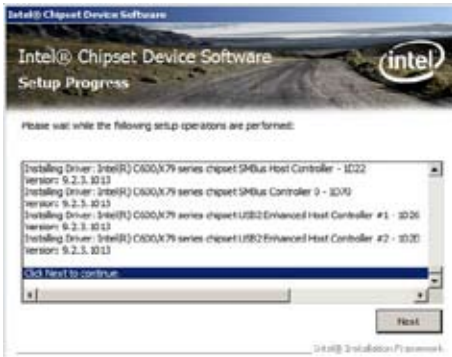 Intel® Chipset Device Software
Intel® Chipset Device Software
intel
Setup Progress
Please wait while the following setup operations are performed:
Installing Driver: Intel(R) C600/X79 series chipset SMBus Host Controller - 1D22
Version: 9.2.3.1013
Installing Driver: Intel(R) C600/X79 series chipset SMBus Controller 0 - 1D70
Version: 9.2.3.1013
Installing Driver: Intel(R) C600/X79 series chipset USB2 Enhanced Host Controller #1 - 1D26
Version: 9.2.3.1013
Installing Driver: Intel(R) C600/X79 series chipset USB2 Enhanced Host Controller #2 - 1D2D
Version: 9.2.3.1013
Click Next to continue.
Next
Intel® Installation Framework